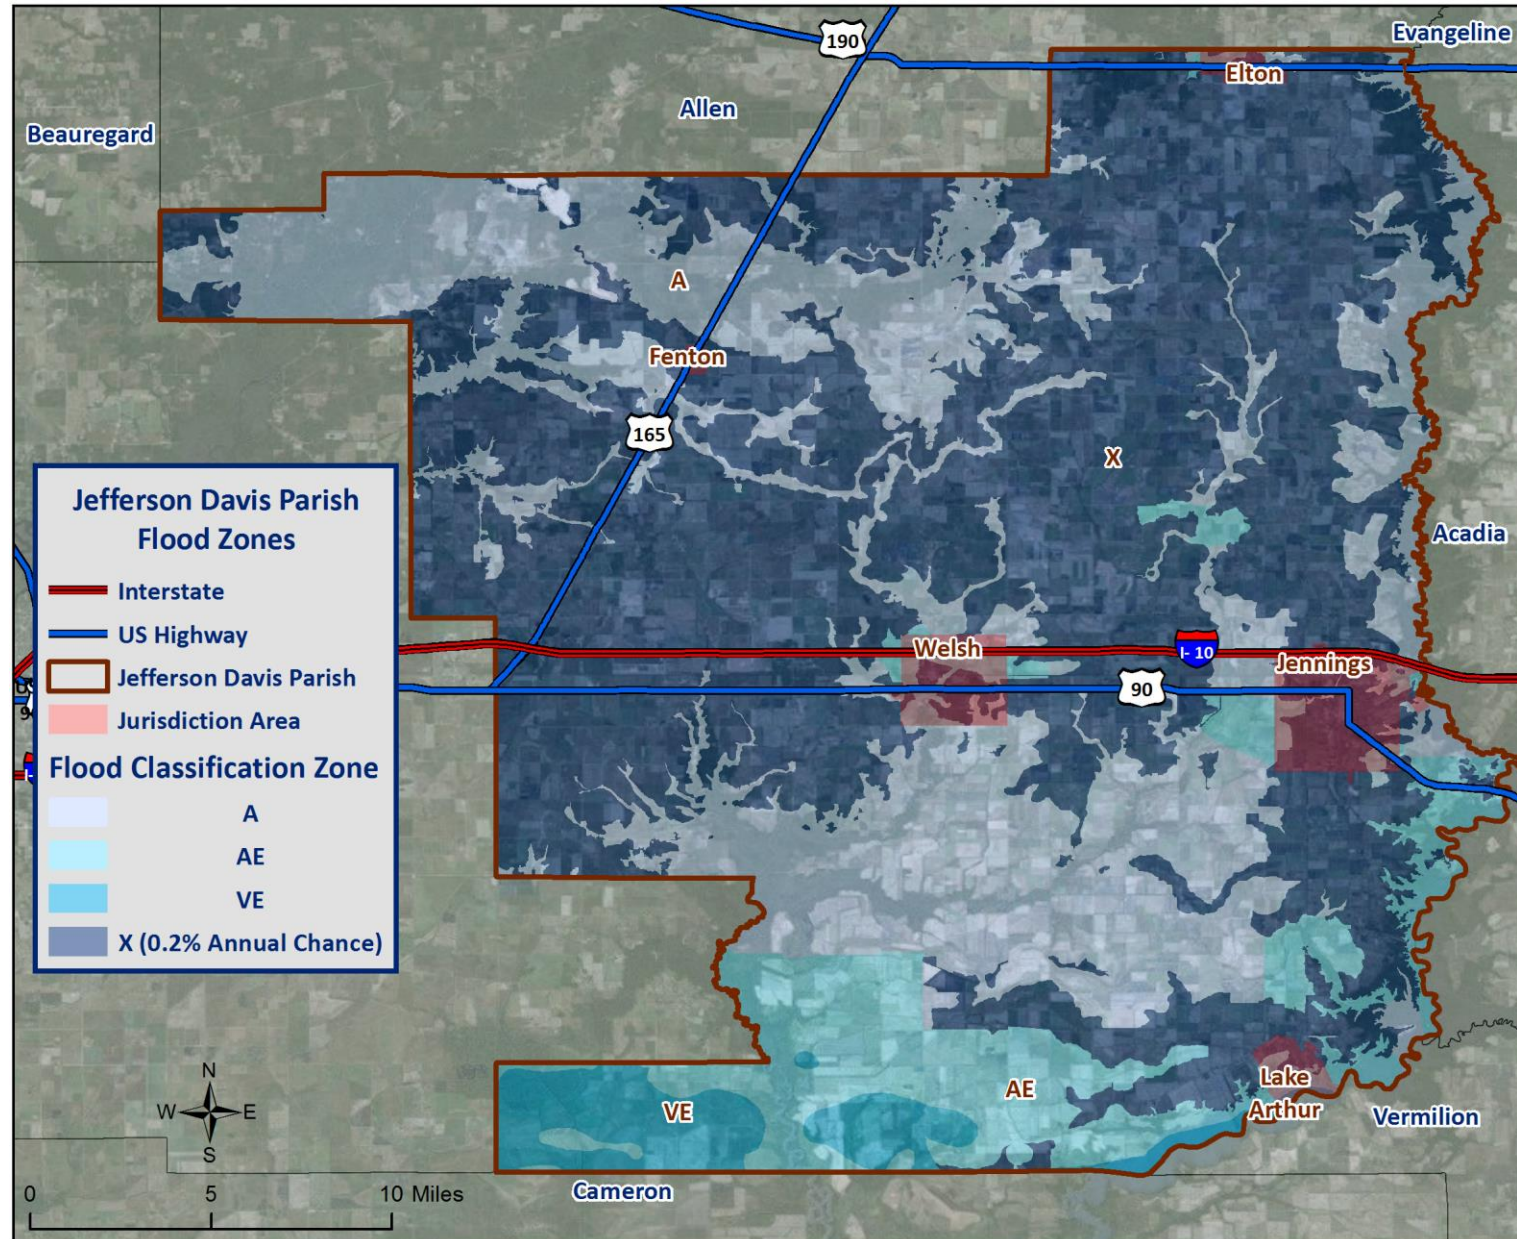 190
Evangeline
Elton
Allen
Beauregard
A
Fenton
165
X
Acadia
Jefferson Davis Parish
Flood Zones
Interstate
US Highway
Jefferson Davis Parish
Jurisdiction Area
Flood Classification Zone
A
AE
VE
X (0.2% Annual Chance)
Welsh
I- 10
Jennings
90
AE
VE
Lake
Arthur
Vermilion
Cameron
N
W
E
S
0 5 10 Miles